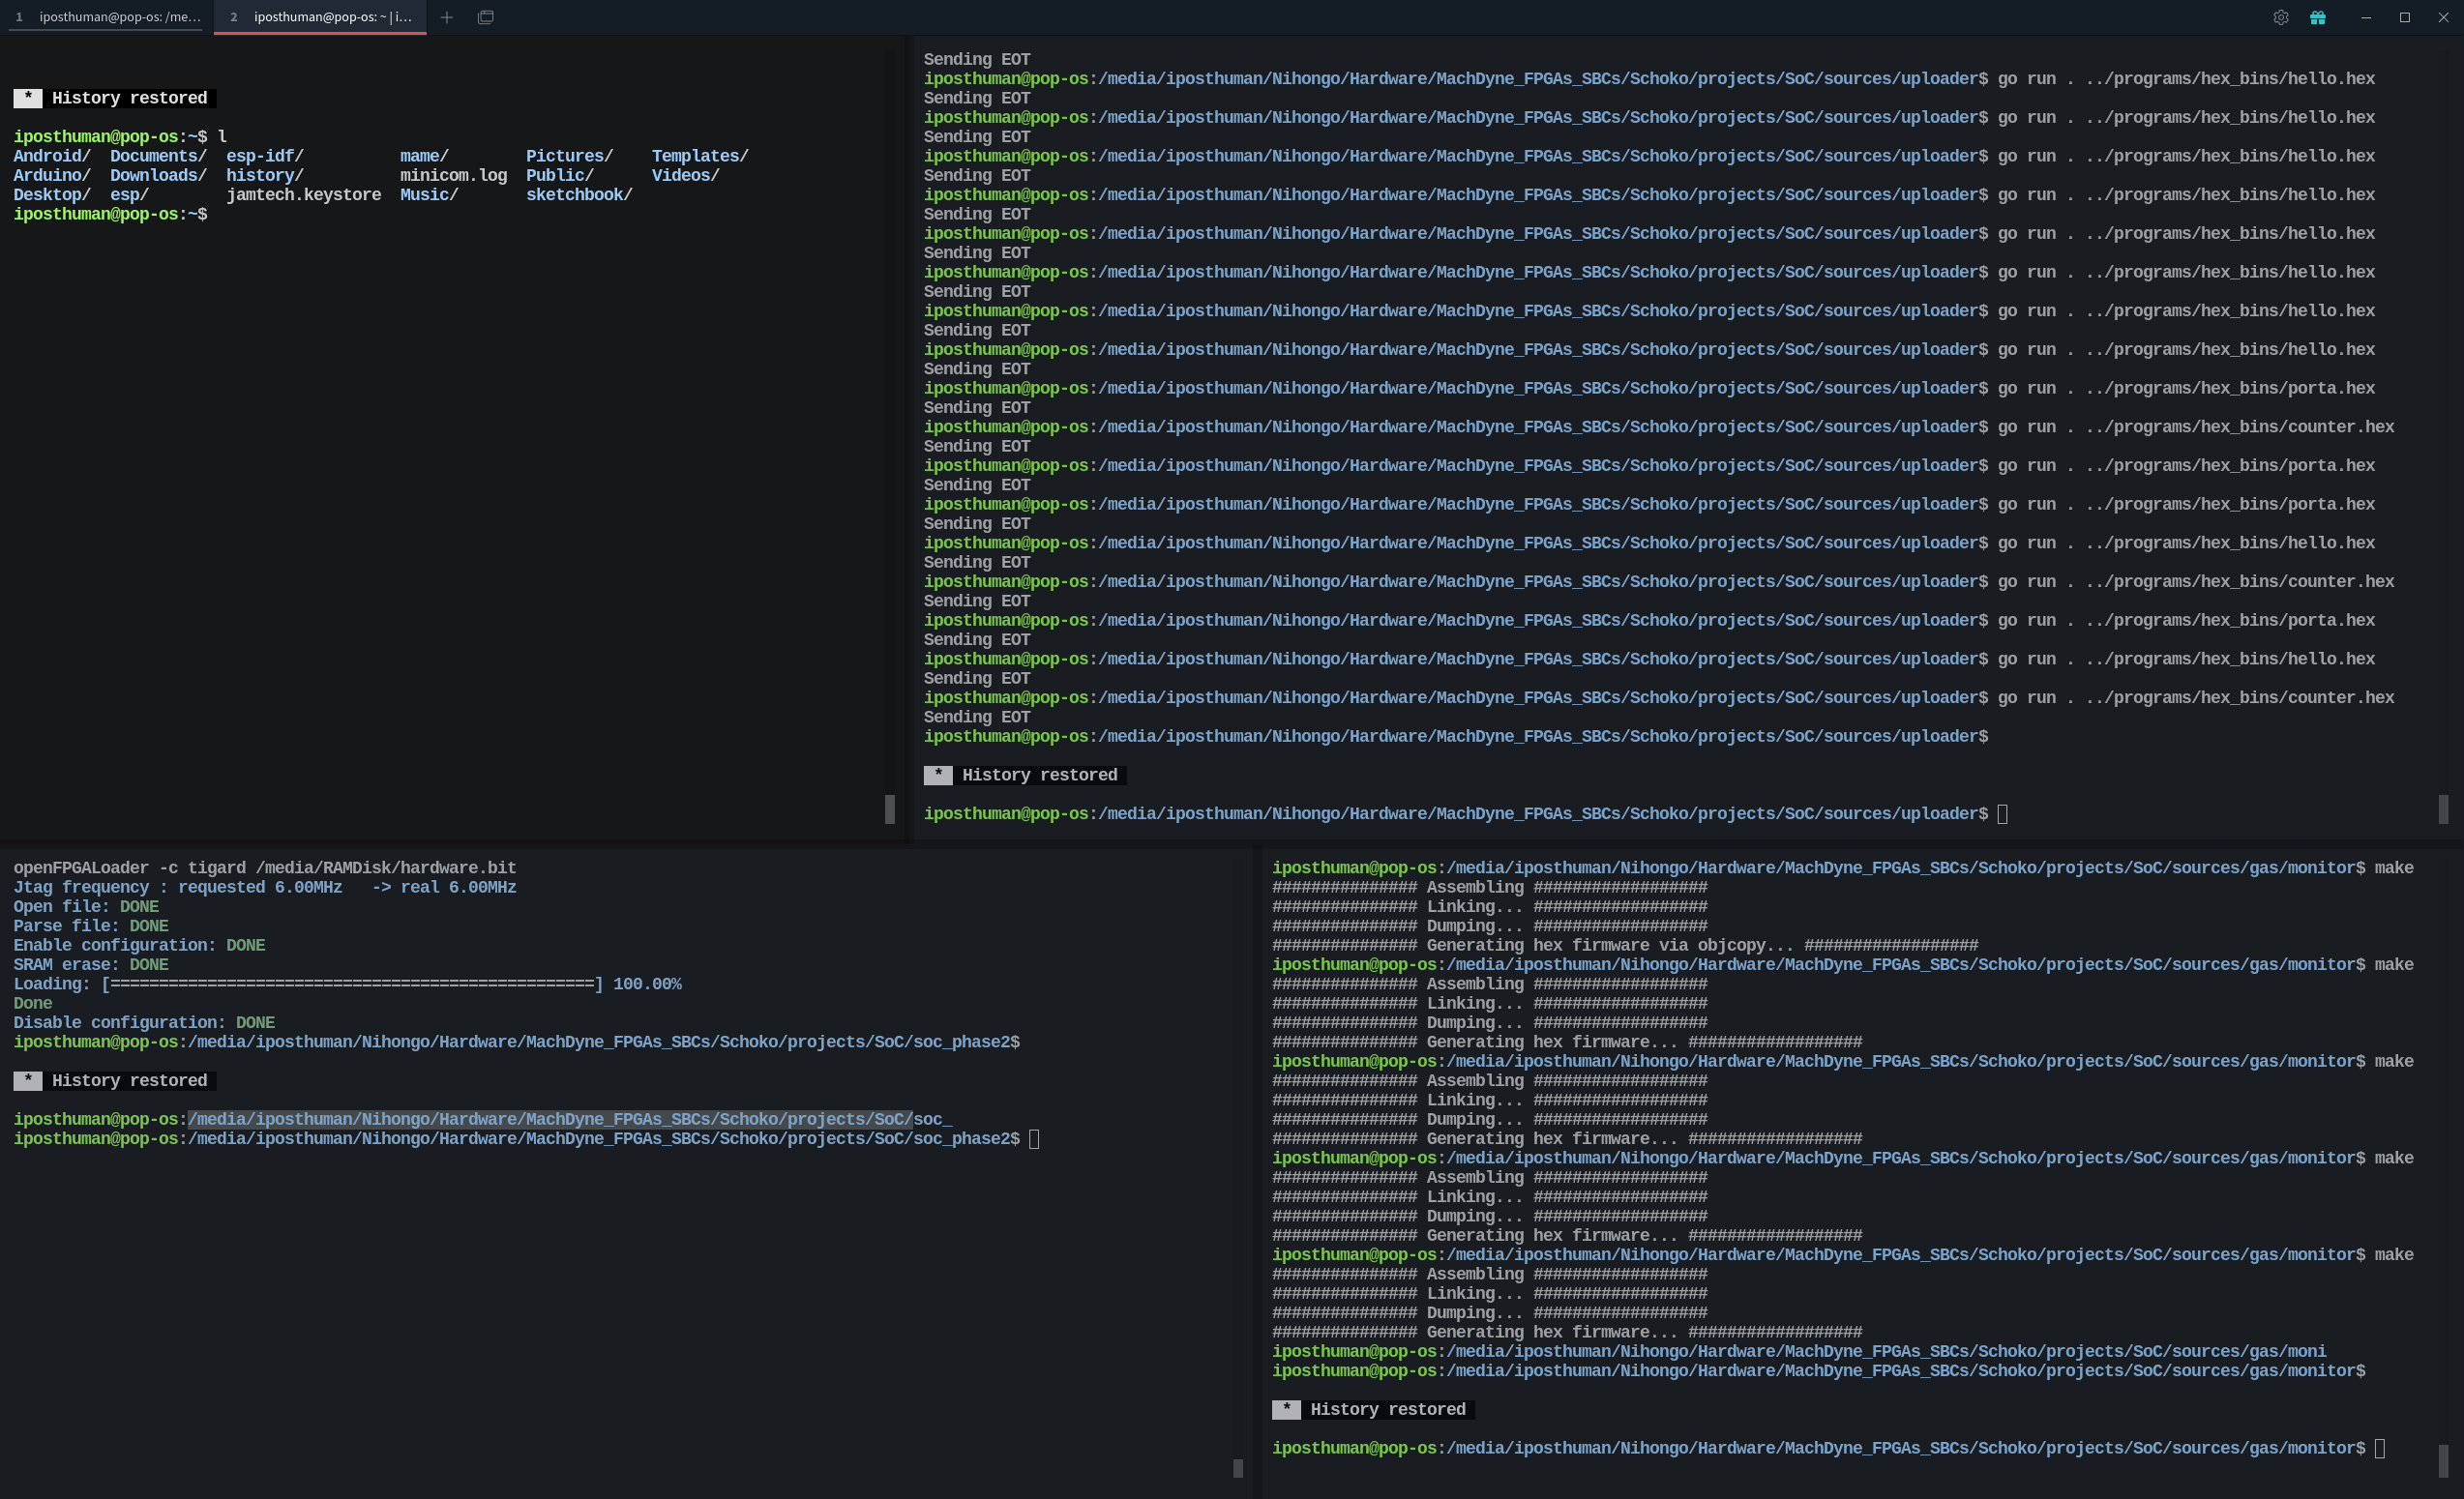 1 iposthuman@pop-os: /me...
2 iposthuman@pop-os: ~ | i...
* History restored
iposthuman@pop-os:~$ l
Android/ Documents/ esp-idf/ name/ Pictures/ Templates/
Arduino/ Downloads/ history/ minicom.log Public/ Videos/
Desktop/ esp/ jamtech.keystore Music/ sketchbook/
iposthuman@pop-os:~$
Sending EOT
iposthuman@pop-os:/media/iposthuman/Nihongo/Hardware/MachDyne_FPGAs_SBCs/Schoko/projects/SoC/sources/uploader$ go run . ../programs/hex_bins/hello.hex
Sending EOT
iposthuman@pop-os:/media/iposthuman/Nihongo/Hardware/MachDyne_FPGAs_SBCs/Schoko/projects/SoC/sources/uploader$ go run . ../programs/hex_bins/hello.hex
Sending EOT
iposthuman@pop-os:/media/iposthuman/Nihongo/Hardware/MachDyne_FPGAs_SBCs/Schoko/projects/SoC/sources/uploader$ go run . ../programs/hex_bins/hello.hex
Sending EOT
iposthuman@pop-os:/media/iposthuman/Nihongo/Hardware/MachDyne_FPGAs_SBCs/Schoko/projects/SoC/sources/uploader$ go run . ../programs/hex_bins/hello.hex
Sending EOT
iposthuman@pop-os:/media/iposthuman/Nihongo/Hardware/MachDyne_FPGAs_SBCs/Schoko/projects/SoC/sources/uploader$ go run . ../programs/hex_bins/hello.hex
Sending EOT
iposthuman@pop-os:/media/iposthuman/Nihongo/Hardware/MachDyne_FPGAs_SBCs/Schoko/projects/SoC/sources/uploader$ go run . ../programs/hex_bins/hello.hex
Sending EOT
iposthuman@pop-os:/media/iposthuman/Nihongo/Hardware/MachDyne_FPGAs_SBCs/Schoko/projects/SoC/sources/uploader$ go run . ../programs/hex_bins/hello.hex
Sending EOT
iposthuman@pop-os:/media/iposthuman/Nihongo/Hardware/MachDyne_FPGAs_SBCs/Schoko/projects/SoC/sources/uploader$ go run . ../programs/hex_bins/hello.hex
Sending EOT
iposthuman@pop-os:/media/iposthuman/Nihongo/Hardware/MachDyne_FPGAs_SBCs/Schoko/projects/SoC/sources/uploader$ go run . ../programs/hex_bins/porta.hex
Sending EOT
iposthuman@pop-os:/media/iposthuman/Nihongo/Hardware/MachDyne_FPGAs_SBCs/Schoko/projects/SoC/sources/uploader$ go run . ../programs/hex_bins/counter.hex
Sending EOT
iposthuman@pop-os:/media/iposthuman/Nihongo/Hardware/MachDyne_FPGAs_SBCs/Schoko/projects/SoC/sources/uploader$ go run . ../programs/hex_bins/porta.hex
Sending EOT
iposthuman@pop-os:/media/iposthuman/Nihongo/Hardware/MachDyne_FPGAs_SBCs/Schoko/projects/SoC/sources/uploader$ go run . ../programs/hex_bins/porta.hex
Sending EOT
iposthuman@pop-os:/media/iposthuman/Nihongo/Hardware/MachDyne_FPGAs_SBCs/Schoko/projects/SoC/sources/uploader$ go run . ../programs/hex_bins/hello.hex
Sending EOT
iposthuman@pop-os:/media/iposthuman/Nihongo/Hardware/MachDyne_FPGAs_SBCs/Schoko/projects/SoC/sources/uploader$ go run . ../programs/hex_bins/counter.hex
Sending EOT
iposthuman@pop-os:/media/iposthuman/Nihongo/Hardware/MachDyne_FPGAs_SBCs/Schoko/projects/SoC/sources/uploader$ go run . ../programs/hex_bins/porta.hex
Sending EOT
iposthuman@pop-os:/media/iposthuman/Nihongo/Hardware/MachDyne_FPGAs_SBCs/Schoko/projects/SoC/sources/uploader$ go run . ../programs/hex_bins/hello.hex
Sending EOT
iposthuman@pop-os:/media/iposthuman/Nihongo/Hardware/MachDyne_FPGAs_SBCs/Schoko/projects/SoC/sources/uploader$ go run . ../programs/hex_bins/counter.hex
Sending EOT
iposthuman@pop-os:/media/iposthuman/Nihongo/Hardware/MachDyne_FPGAs_SBCs/Schoko/projects/SoC/sources/uploader$
* History restored
iposthuman@pop-os:/media/iposthuman/Nihongo/Hardware/MachDyne_FPGAs_SBCs/Schoko/projects/SoC/sources/uploader$
openFPGALoader -c tigard /media/RAMDisk/hardware.bit
Jtag frequency : requested 6.00MHz -> real 6.00MHz
Open file: DONE
Parse file: DONE
Enable configuration: DONE
SRAM erase: DONE
Loading: [==================================================] 100.00%
Done
Disable configuration: DONE
iposthuman@pop-os:/media/iposthuman/Nihongo/Hardware/MachDyne_FPGAs_SBCs/Schoko/projects/SoC/soc_phase2$
* History restored
iposthuman@pop-os:/media/iposthuman/Nihongo/Hardware/MachDyne_FPGAs_SBCs/Schoko/projects/SoC/soc_
iposthuman@pop-os:/media/iposthuman/Nihongo/Hardware/MachDyne_FPGAs_SBCs/Schoko/projects/SoC/soc_phase2$
iposthuman@pop-os:/media/iposthuman/Nihongo/Hardware/MachDyne_FPGAs_SBCs/Schoko/projects/SoC/sources/gas/monitor$ make
############### Assembling ##################
############### Linking... ##################
############### Dumping... ##################
############### Generating hex firmware via objcopy... ##################
iposthuman@pop-os:/media/iposthuman/Nihongo/Hardware/MachDyne_FPGAs_SBCs/Schoko/projects/SoC/sources/gas/monitor$ make
############### Assembling ##################
############### Linking... ##################
############### Dumping... ##################
############### Generating hex firmware... ##################
iposthuman@pop-os:/media/iposthuman/Nihongo/Hardware/MachDyne_FPGAs_SBCs/Schoko/projects/SoC/sources/gas/monitor$ make
############### Assembling ##################
############### Linking... ##################
############### Dumping... ##################
############### Generating hex firmware... ##################
iposthuman@pop-os:/media/iposthuman/Nihongo/Hardware/MachDyne_FPGAs_SBCs/Schoko/projects/SoC/sources/gas/monitor$ make
############### Assembling ##################
############### Linking... ##################
############### Dumping... ##################
############### Generating hex firmware... ##################
iposthuman@pop-os:/media/iposthuman/Nihongo/Hardware/MachDyne_FPGAs_SBCs/Schoko/projects/SoC/sources/gas/monitor$ make
############### Assembling ##################
############### Linking... ##################
############### Dumping... ##################
############### Generating hex firmware... ##################
iposthuman@pop-os:/media/iposthuman/Nihongo/Hardware/MachDyne_FPGAs_SBCs/Schoko/projects/SoC/sources/gas/moni
iposthuman@pop-os:/media/iposthuman/Nihongo/Hardware/MachDyne_FPGAs_SBCs/Schoko/projects/SoC/sources/gas/monitor$
* History restored
iposthuman@pop-os:/media/iposthuman/Nihongo/Hardware/MachDyne_FPGAs_SBCs/Schoko/projects/SoC/sources/gas/monitor$